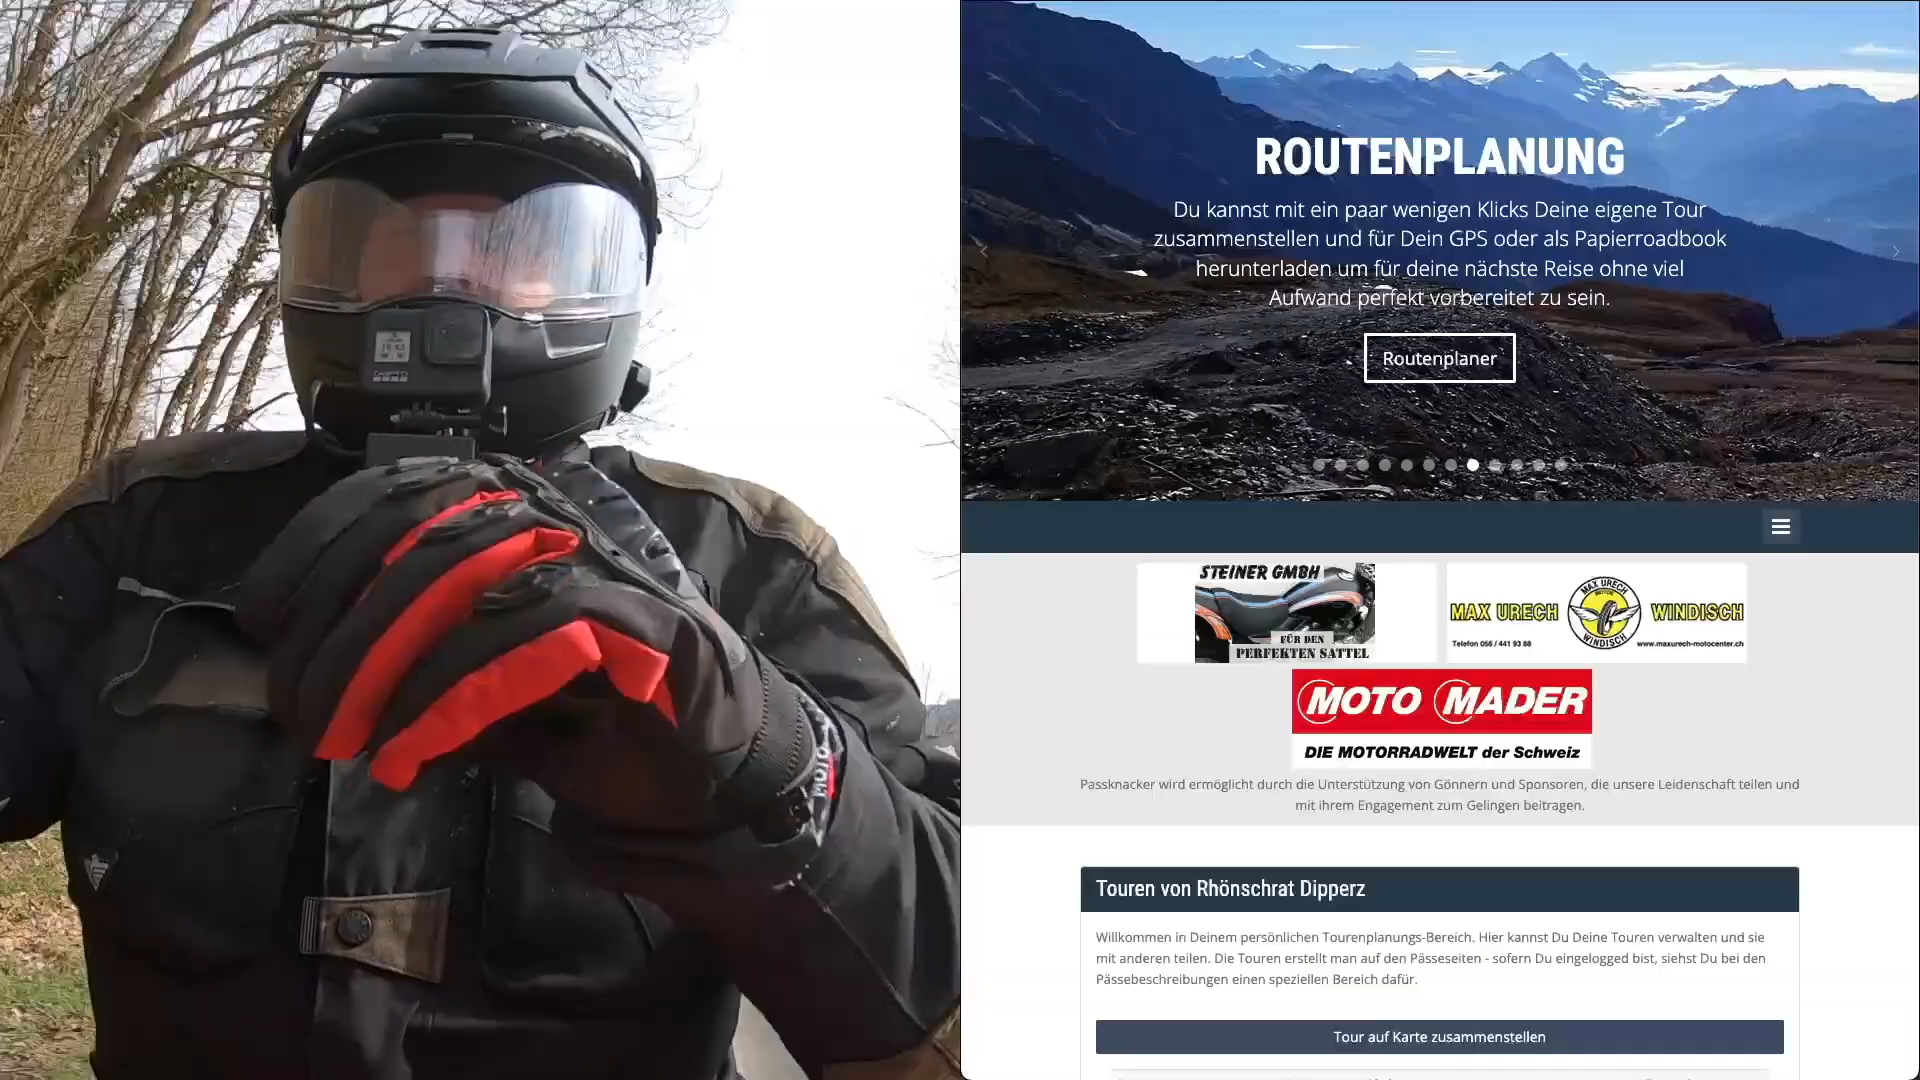 ROUTENPLANUNG
Du kannst mit ein paar wenigen Klicks Deine eigene Tour
zusammenstellen und für Dein GPS oder als Papierroadbook
herunterladen um für deine nächste Reise ohne viel
Aufwand perfekt vorbereitet zu sein.
Routenplaner
STEINER GMBH
FÜR DEN
PERFEKTEN SATTEL
MAX URECH
MAX URECH
WINDISCH
WINDISCH
Telefon 056 / 441 93 88
www.maxurech-motocenter.ch
MOTO MADER
DIE MOTORRADWELT der Schweiz
Passknacker wird ermöglicht durch die Unterstützung von Gönnern und Sponsoren, die unsere Leidenschaft teilen und
mit ihrem Engagement zum Gelingen beitragen.
Touren von Rhönschrat Dipperz
Willkommen in Deinem persönlichen Tourenplanungs-Bereich. Hier kannst Du Deine Touren verwalten und sie
mit anderen teilen. Die Touren erstellt man auf den Pässeseiten - sofern Du eingelogged bist, siehst Du bei den
Pässebeschreibungen einen speziellen Bereich dafür.
Tour auf Karte zusammenstellen
MOTO